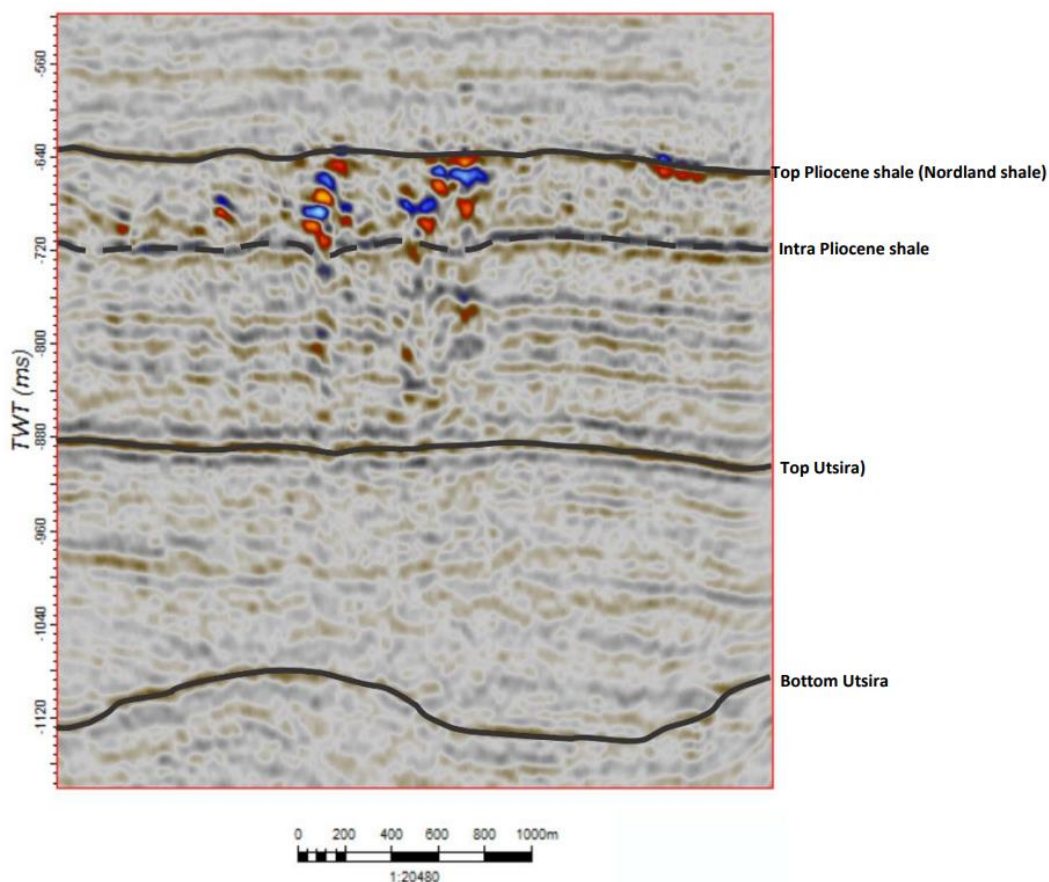 -560
-640
Top Pliocene shale (Nordland shale)
-720
Intra Pliocene shale
-800
TWT (ms)
-880
Top Utsira)
-960
-1040
Bottom Utsira
-1120
0 200 400 600 800 1000m
1:20480